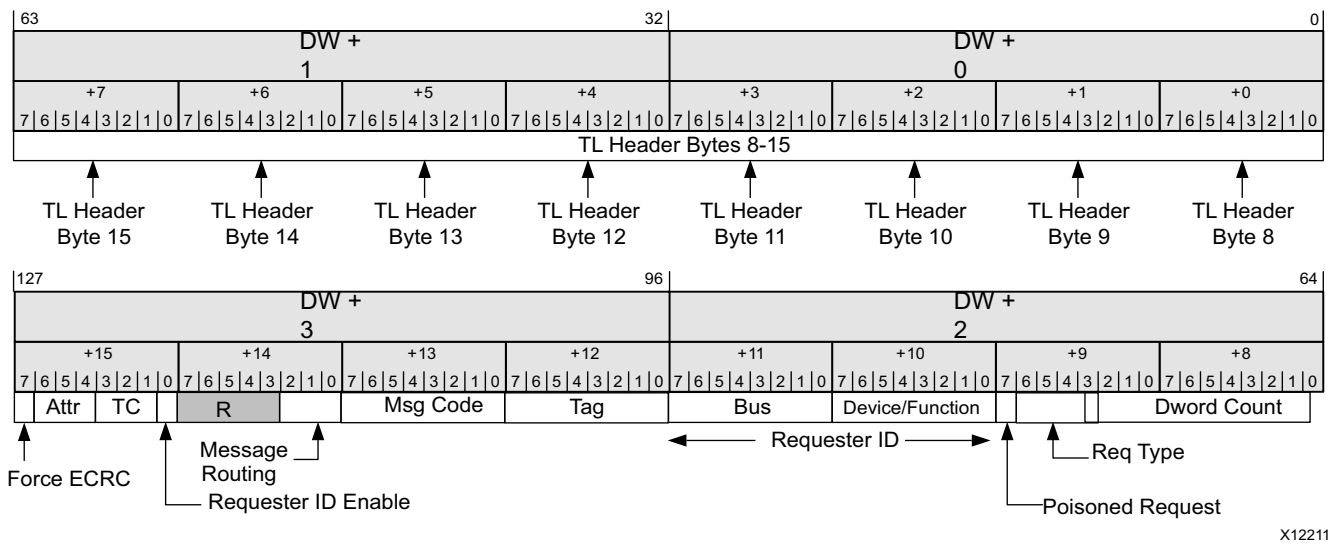 63 32 0
DW + DW +
1 0
+7 +6 +5 +4 +3 +2 +1 +0
7 6 5 4 3 2 1 0 7 6 5 4 3 2 1 0 7 6 5 4 3 2 1 0 7 6 5 4 3 2 1 0 7 6 5 4 3 2 1 0 7 6 5 4 3 2 1 0 7 6 5 4 3 2 1 0 7 6 5 4 3 2 1 0
TL Header Bytes 8-15
TL Header TL Header TL Header TL Header TL Header TL Header TL Header TL Header
Byte 15 Byte 14 Byte 13 Byte 12 Byte 11 Byte 10 Byte 9 Byte 8
127 96 64
DW + DW +
3 2
+15 +14 +13 +12 +11 +10 +9 +8
7 6 5 4 3 2 1 0 7 6 5 4 3 2 1 0 7 6 5 4 3 2 1 0 7 6 5 4 3 2 1 0 7 6 5 4 3 2 1 0 7 6 5 4 3 2 1 0 7 6 5 4 3 2 1 0 7 6 5 4 3 2 1 0
Attr TC R Msg Code Tag Bus Device/Function Dword Count
Message Requester ID Req Type
Routing
Force ECRC
Requester ID Enable Poisoned Request
X12211